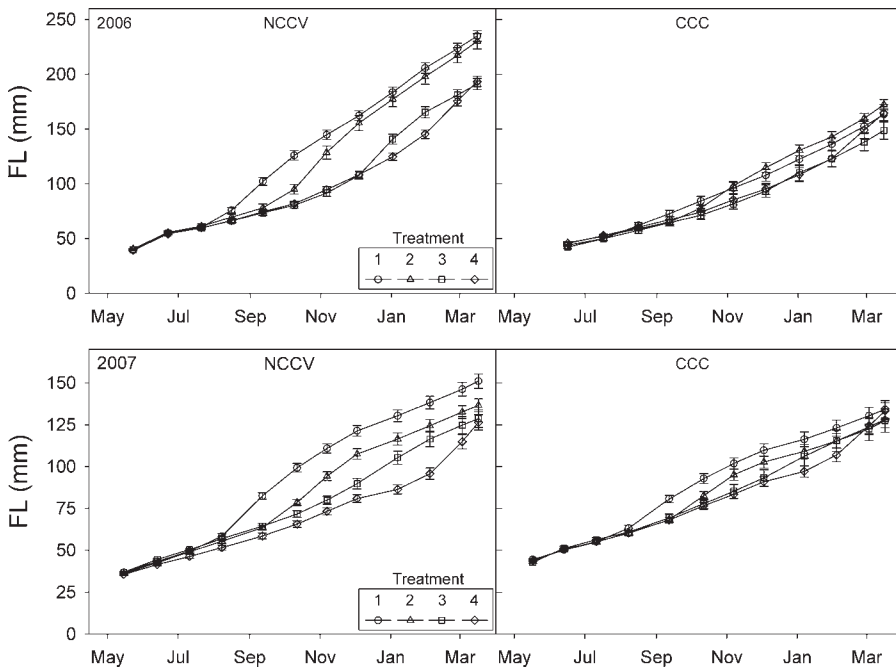 2006 NCCV CCC
FL (mm)
250
200
150
100
50
0
Treatment
1 2 3 4
May Jul Sep Nov Jan Mar May Jul Sep Nov Jan Mar
2007 NCCV CCC
FL (mm)
150
125
100
75
50
25
0
Treatment
1 2 3 4
May Jul Sep Nov Jan Mar May Jul Sep Nov Jan Mar